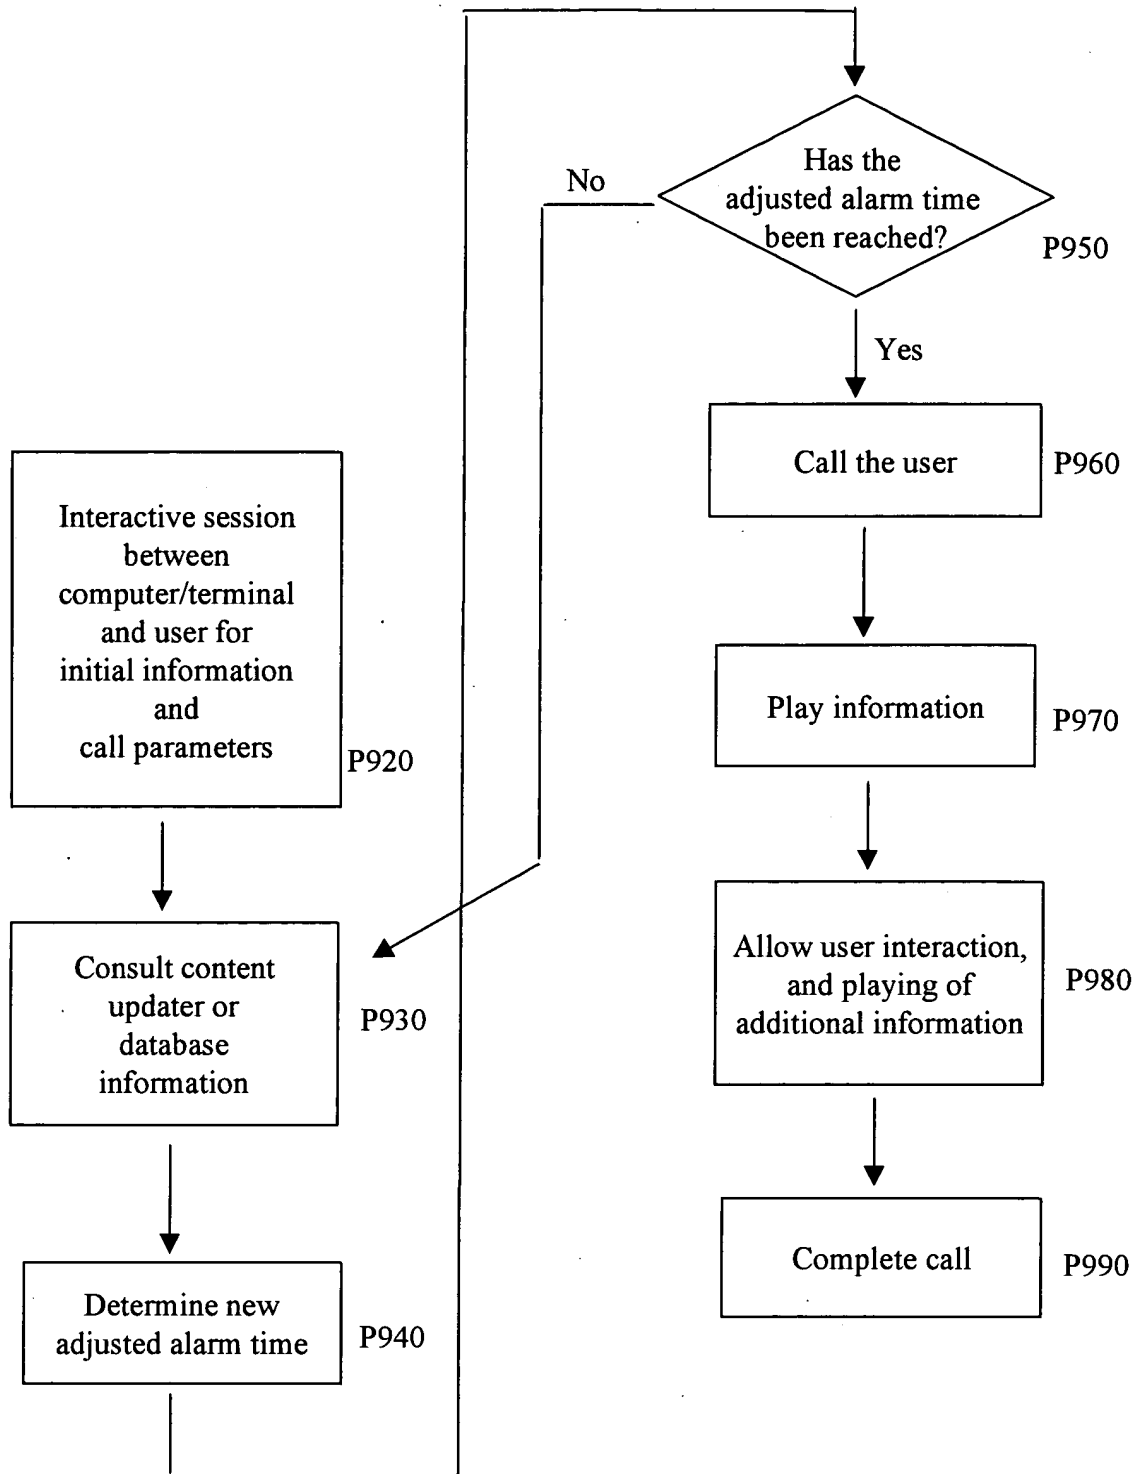 Interactive session
between
computer/terminal
and user for
initial information
and
call parameters
P920
Consult content
updater or
database
information
P930
Determine new
adjusted alarm time
P940
Has the
adjusted alarm time
been reached?
P950
No
Yes
Call the user
P960
Play information
P970
Allow user interaction,
and playing of
additional information
P980
Complete call
P990